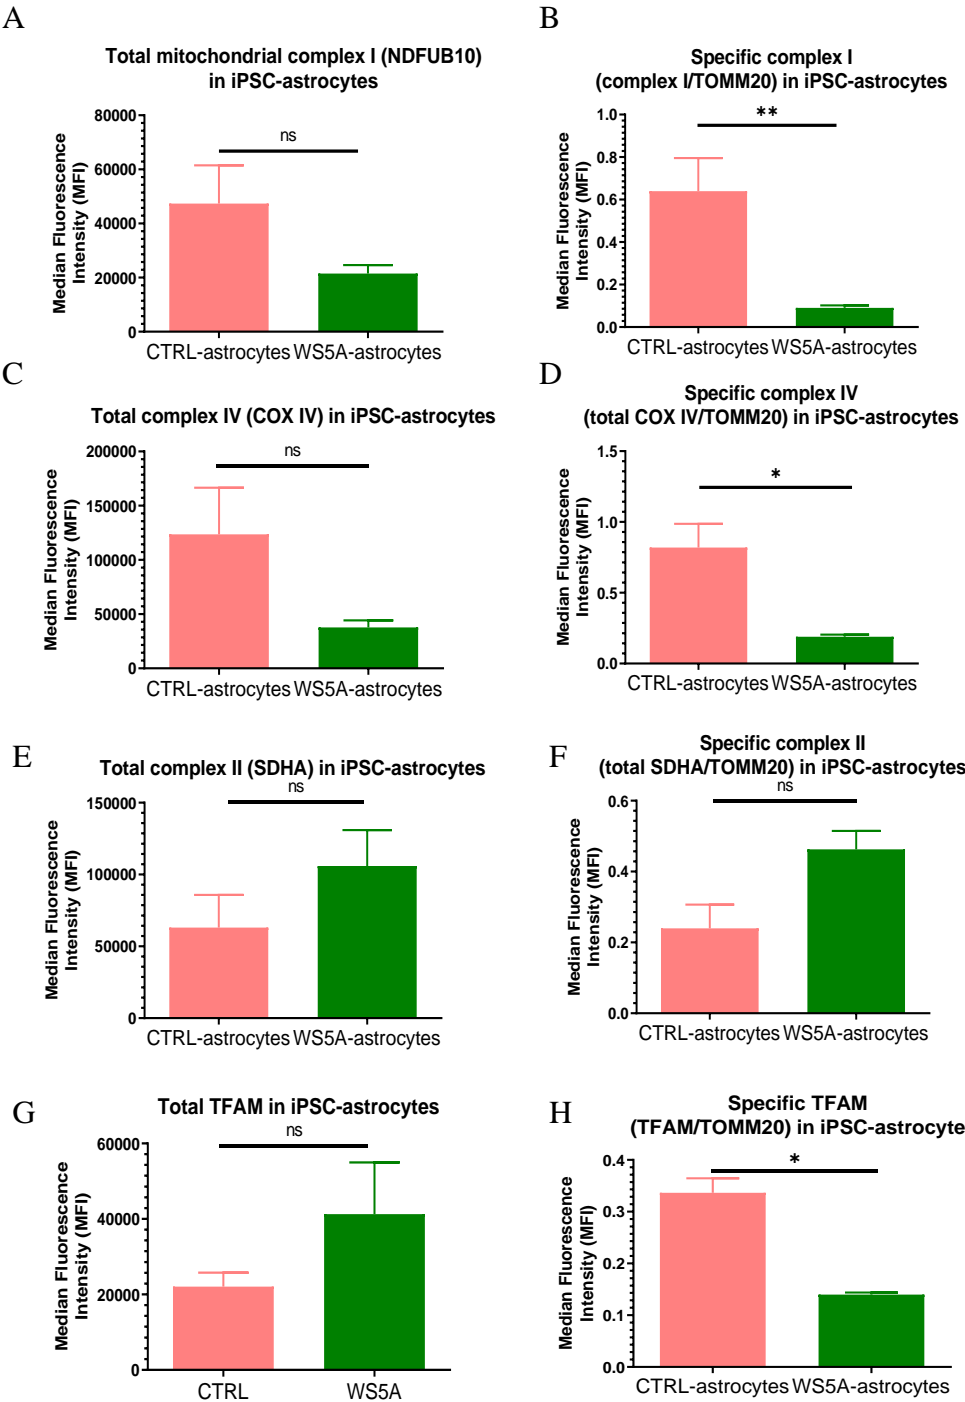 A
Total mitochondrial complex I (NDFUB10)
in iPSC-astrocytes
Median Fluorescence
Intensity (MFI)
80000
60000
40000
20000
0
ns
CTRL-astrocytes WS5A-astrocytes
B
Specific complex I
(complex I/TOMM20) in iPSC-astrocytes
Median Fluorescence
Intensity (MFI)
1.0
0.8
0.6
0.4
0.2
0.0
**
CTRL-astrocytes WS5A-astrocytes
C
Total complex IV (COX IV) in iPSC-astrocytes
Median Fluorescence
Intensity (MFI)
200000
150000
100000
50000
0
ns
CTRL-astrocytes WS5A-astrocytes
D
Specific complex IV
(total COX IV/TOMM20) in iPSC-astrocytes
Median Fluorescence
Intensity (MFI)
1.5
1.0
0.5
0.0
*
CTRL-astrocytes WS5A-astrocytes
E
Total complex II (SDHA) in iPSC-astrocytes
Median Fluorescence
Intensity (MFI)
150000
100000
50000
0
ns
CTRL-astrocytes WS5A-astrocytes
F
Specific complex II
(total SDHA/TOMM20) in iPSC-astrocytes
Median Fluorescence
Intensity (MFI)
0.6
0.4
0.2
0.0
ns
CTRL-astrocytes WS5A-astrocytes
G
Total TFAM in iPSC-astrocytes
Median Fluorescence
Intensity (MFI)
60000
40000
20000
0
ns
CTRL WS5A
H
Specific TFAM
(TFAM/TOMM20) in iPSC-astrocyte
Median Fluorescence
Intensity (MFI)
0.4
0.3
0.2
0.1
0.0
*
CTRL-astrocytes WS5A-astrocytes